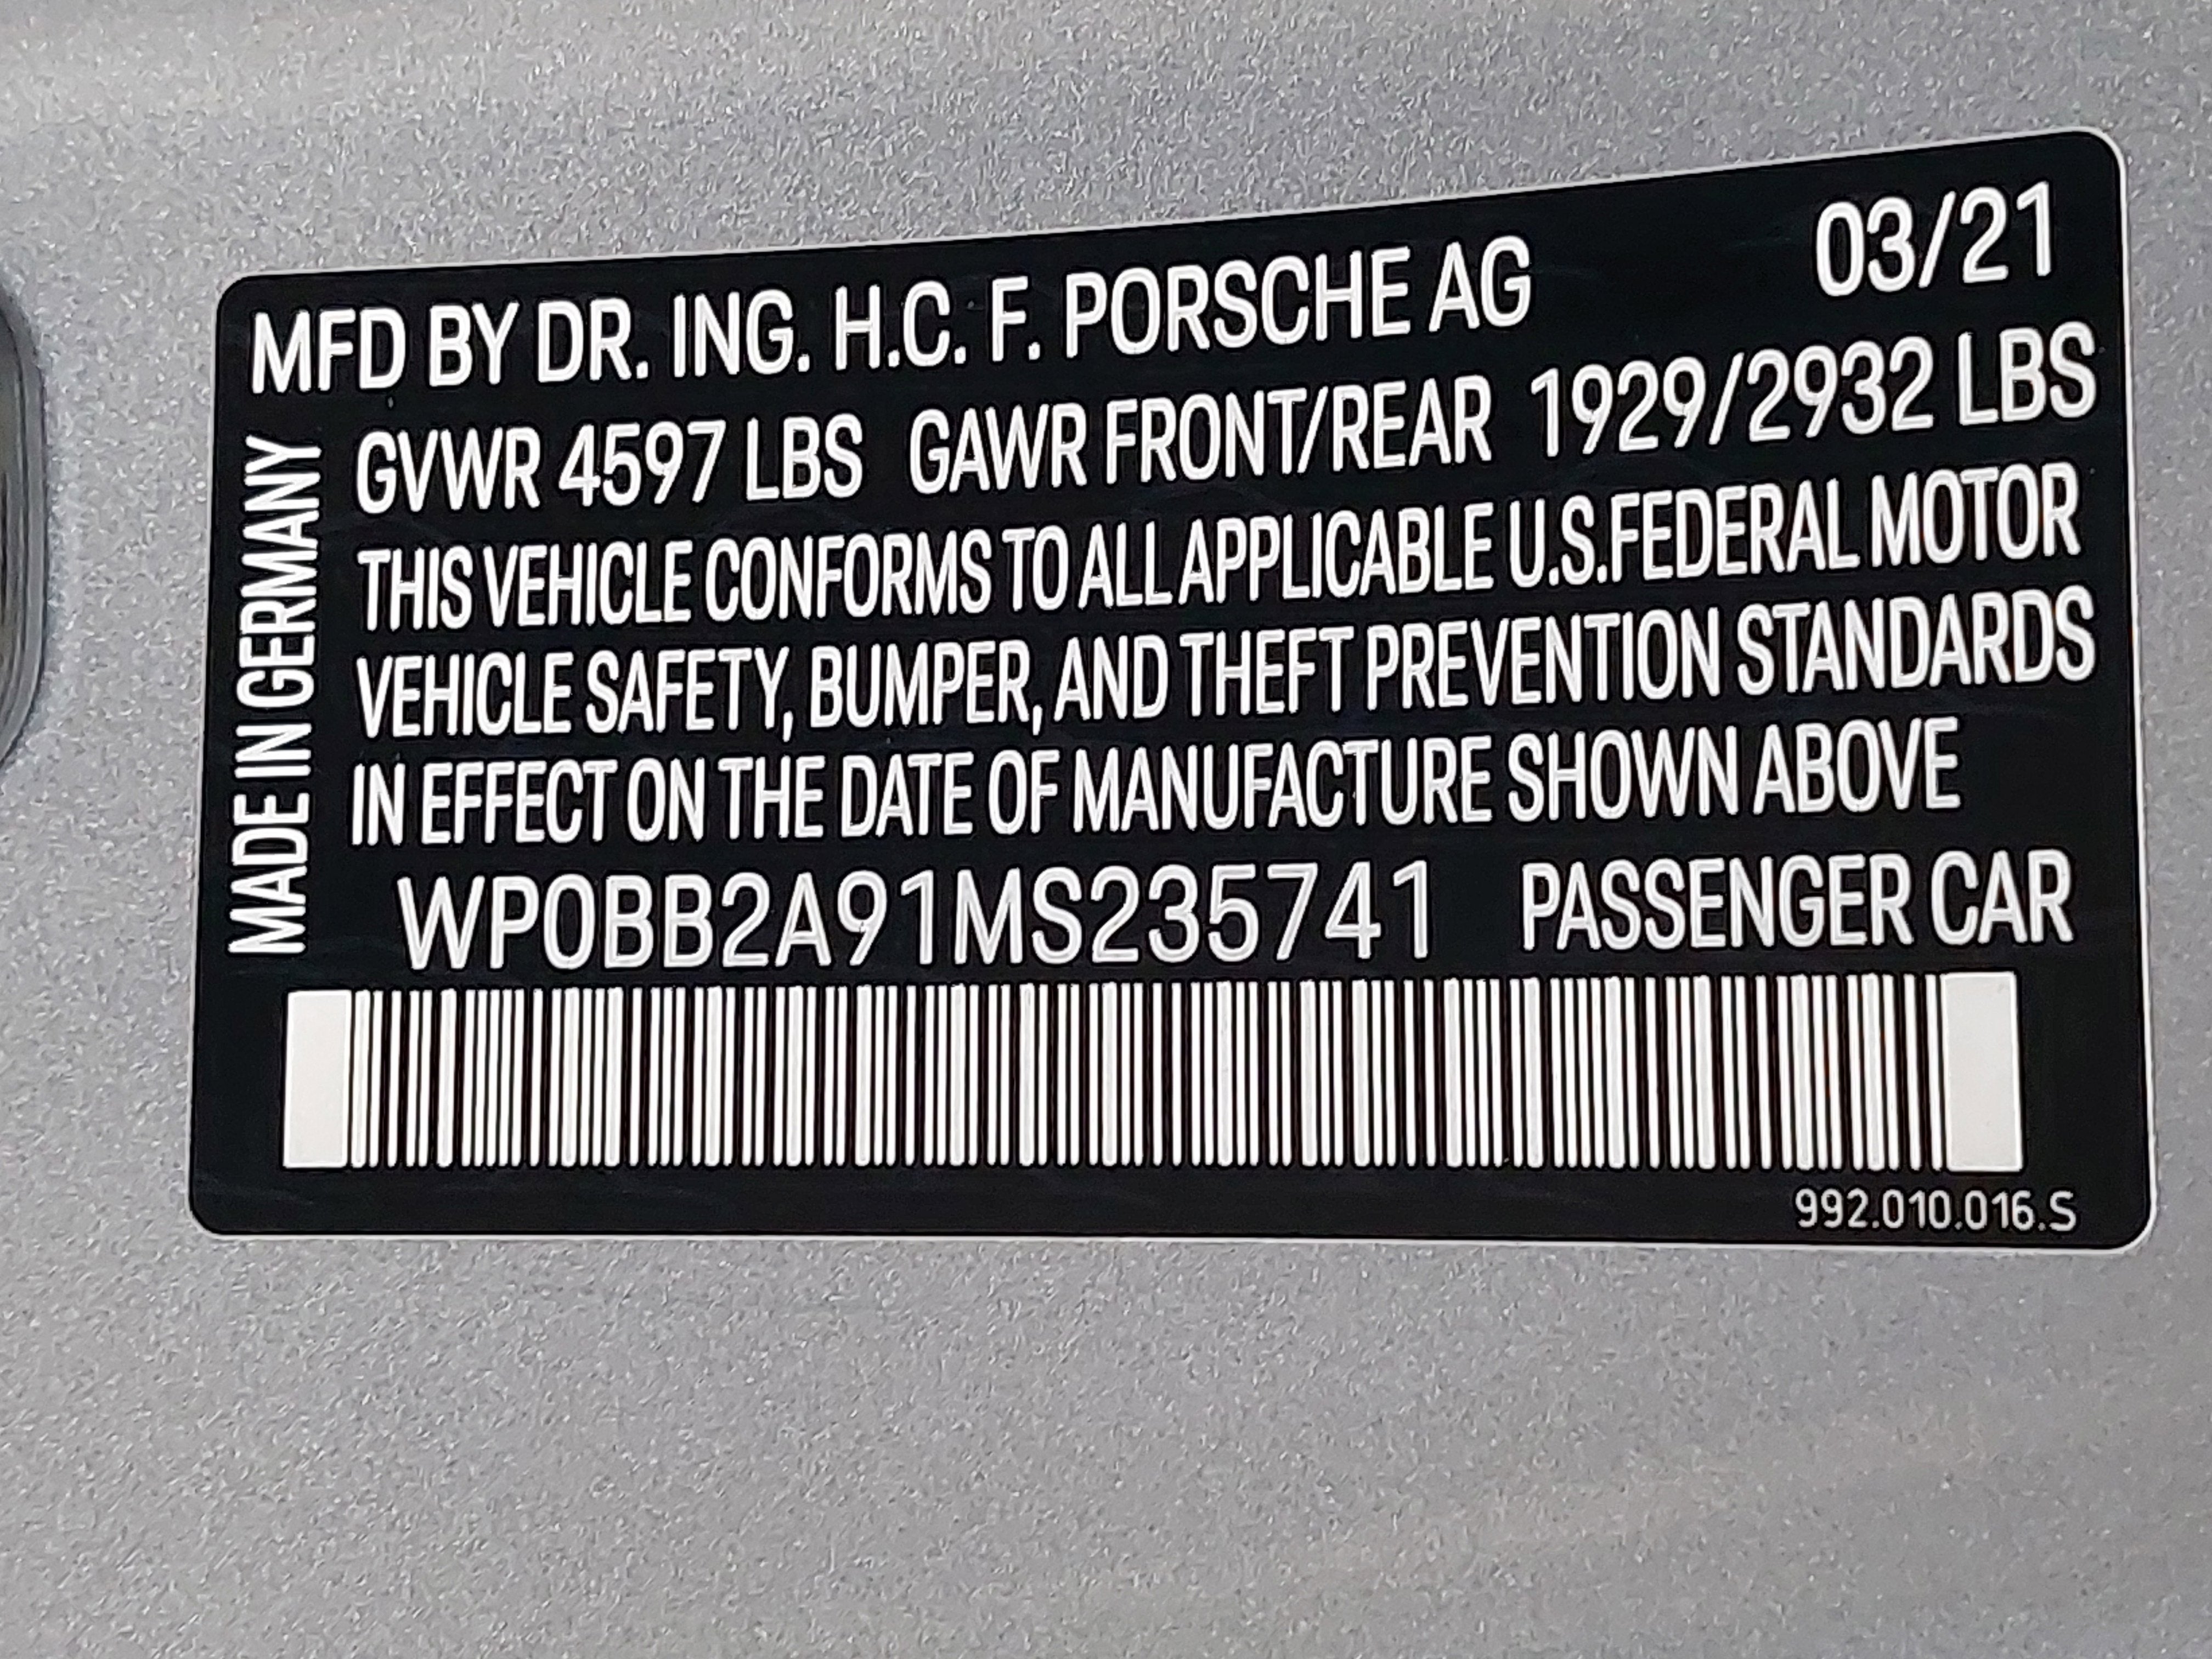 MFD BY DR. ING. H.C. F. PORSCHE AG 03/21
MADE IN GERMANY
GVWR 4597 LBS GAWR FRONT/REAR 1929/2932 LBS
THIS VEHICLE CONFORMS TO ALL APPLICABLE U.S.FEDERAL MOTOR
VEHICLE SAFETY, BUMPER, AND THEFT PREVENTION STANDARDS
IN EFFECT ON THE DATE OF MANUFACTURE SHOWN ABOVE
WP0BB2A91MS235741 PASSENGER CAR
992.010.016.S